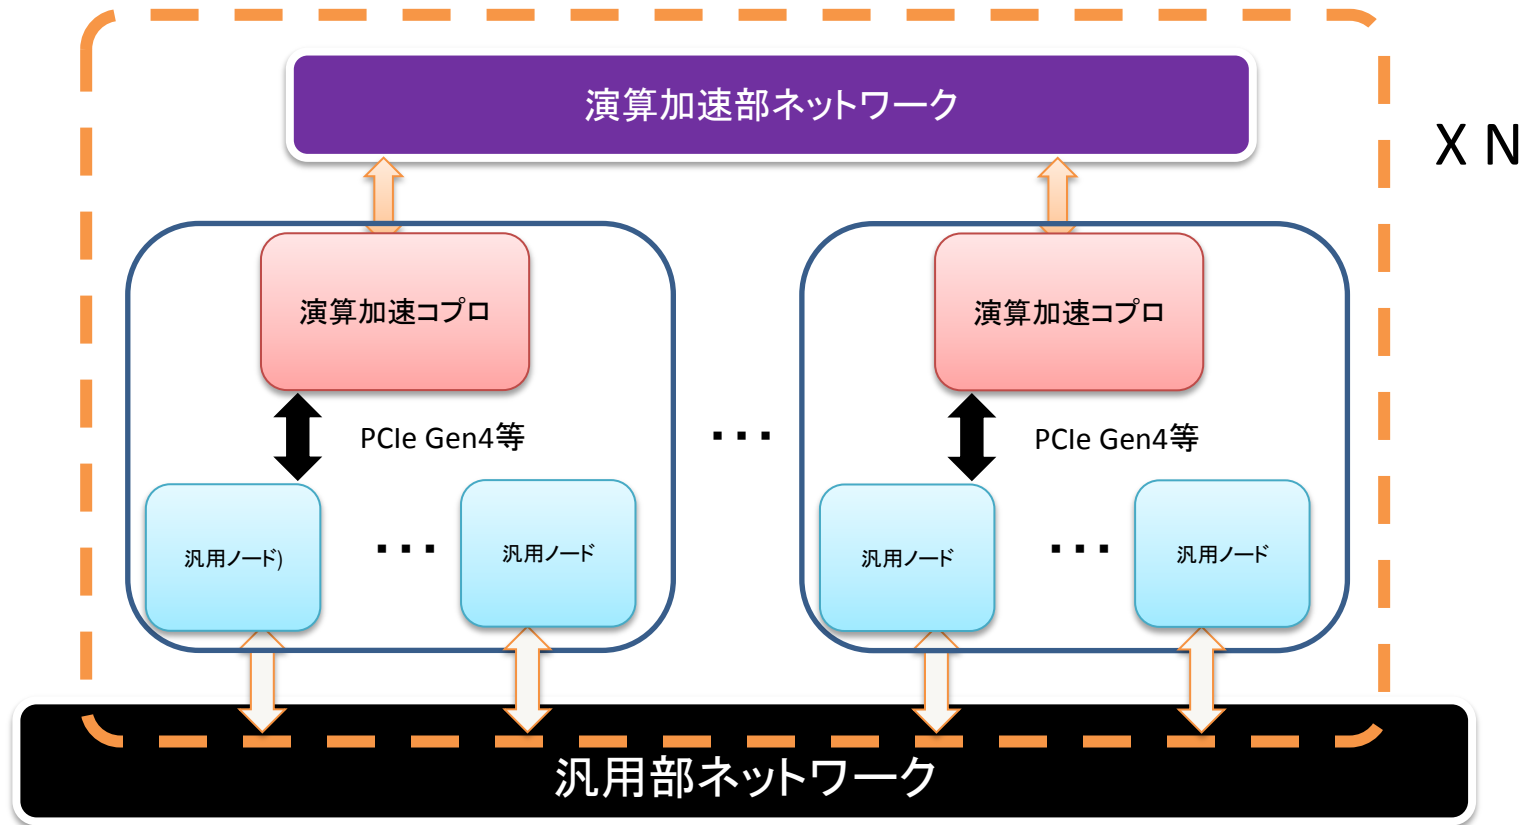 演算加速部ネットワーク
X N
演算加速コプロ
演算加速コプロ
PCIe Gen4等
・・・
PCIe Gen4等
汎用ノード)
・・・
汎用ノード
汎用ノード
・・・
汎用ノード
汎用部ネットワーク